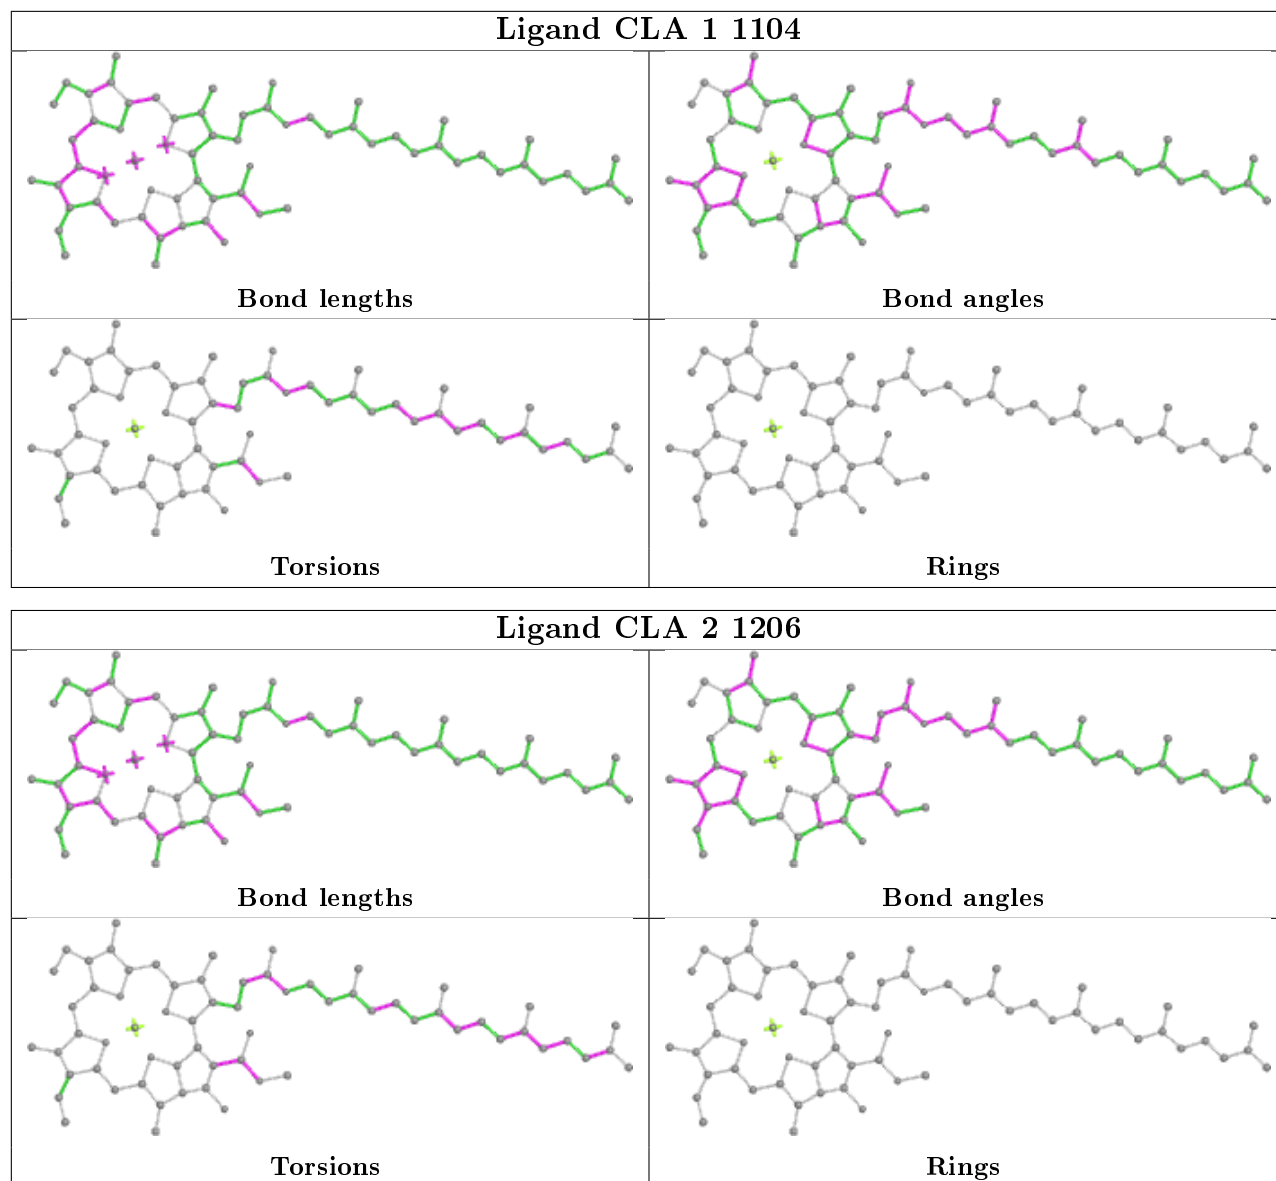 Ligand CLA 1 1104
Bond lengths
Bond angles
Torsions
Rings
Ligand CLA 2 1206
Bond lengths
Bond angles
Torsions
Rings